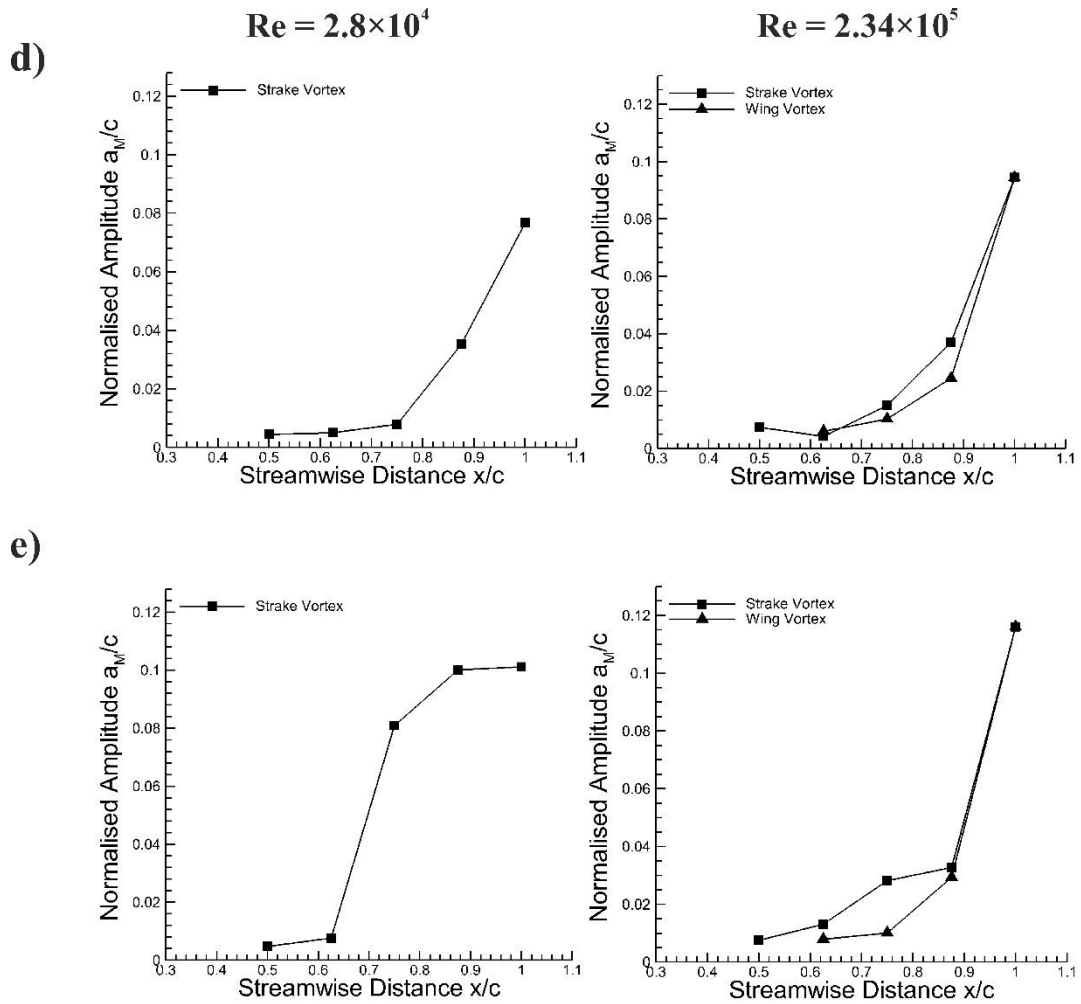 Re = 2.8×10⁴
Re = 2.34×10⁵
d)
Strake Vortex
Normalised Amplitude a_M/c
0.12
0.1
0.08
0.06
0.04
0.02
0
0.3 0.4 0.5 0.6 0.7 0.8 0.9 1 1.1
Streamwise Distance x/c
Strake Vortex
Wing Vortex
Normalised Amplitude a_M/c
0.12
0.1
0.08
0.06
0.04
0.02
0
0.3 0.4 0.5 0.6 0.7 0.8 0.9 1 1.1
Streamwise Distance x/c
e)
Strake Vortex
Normalised Amplitude a_M/c
0.12
0.1
0.08
0.06
0.04
0.02
0
0.3 0.4 0.5 0.6 0.7 0.8 0.9 1 1.1
Streamwise Distance x/c
Strake Vortex
Wing Vortex
Normalised Amplitude a_M/c
0.12
0.1
0.08
0.06
0.04
0.02
0
0.3 0.4 0.5 0.6 0.7 0.8 0.9 1 1.1
Streamwise Distance x/c